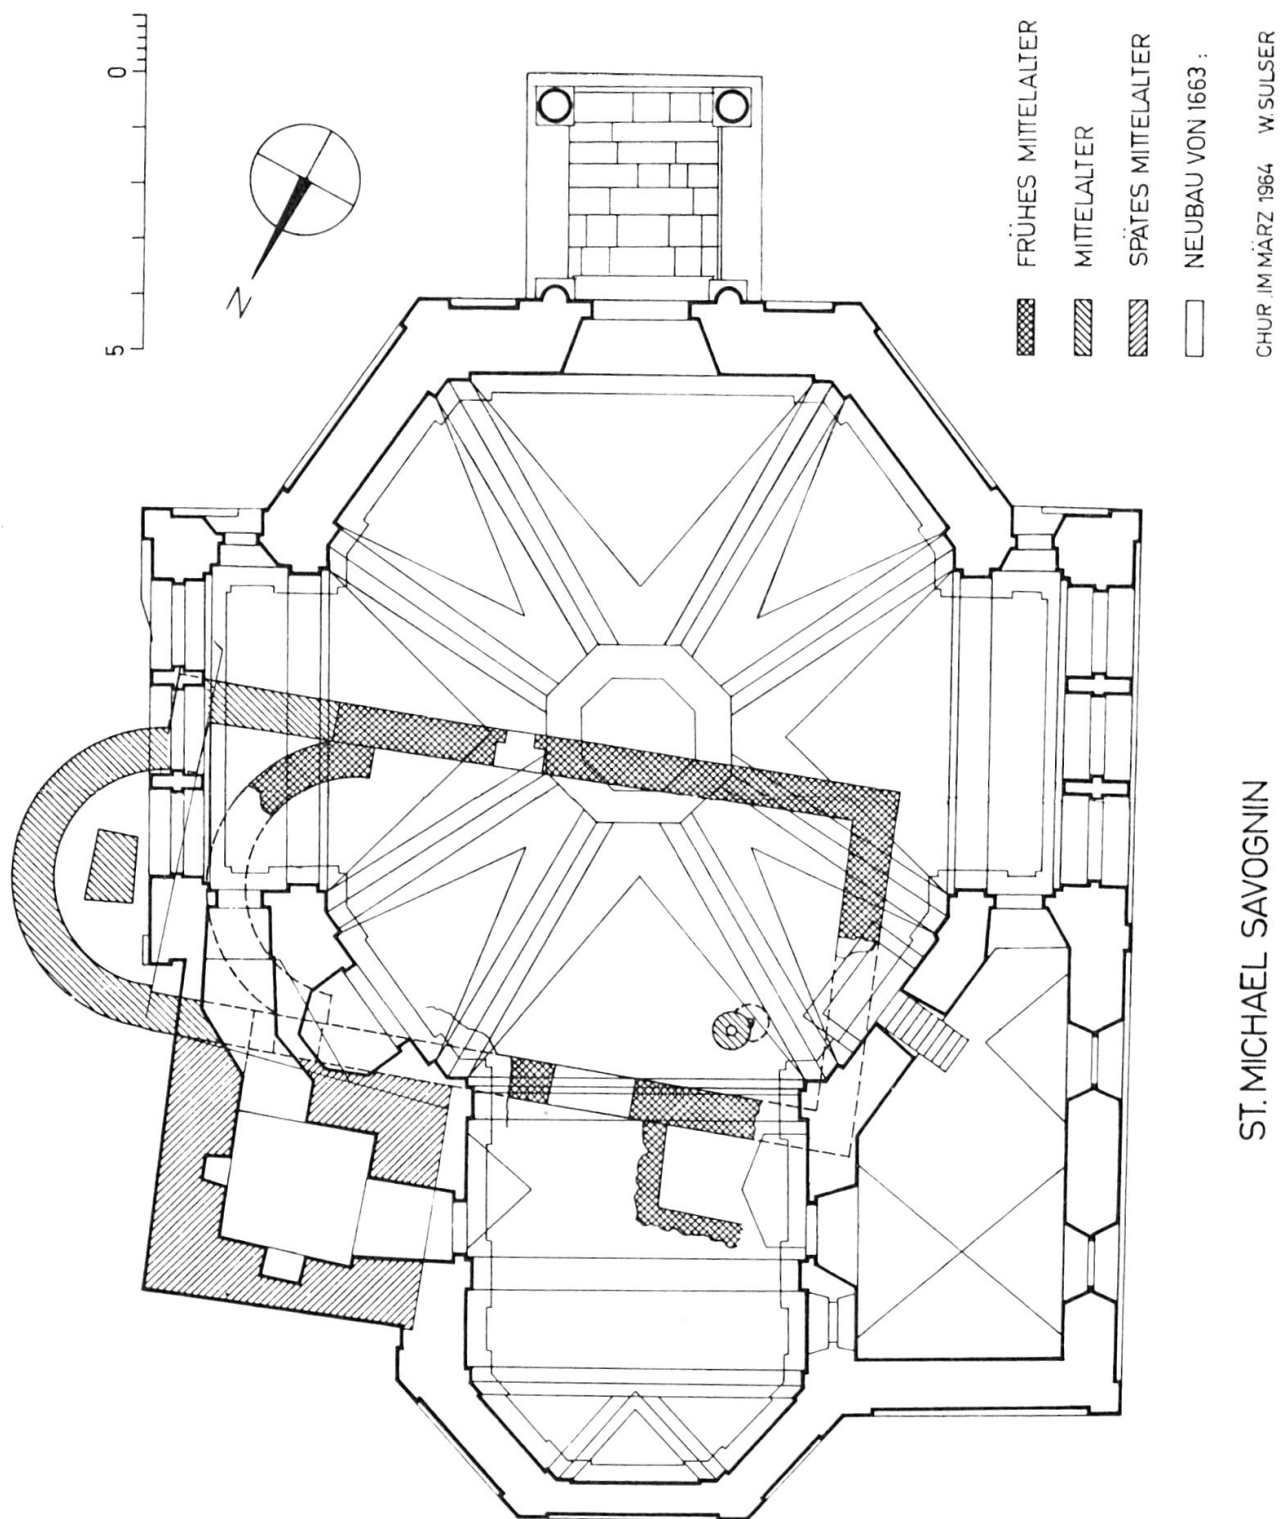 0
5
N
FRÜHES MITTELALTER
MITTELALTER
SPÄTES MITTELALTER
NEUBAU VON 1663 :
CHUR , IM MÄRZ 1964 W. SULSER
ST. MICHAEL SAVOGNIN